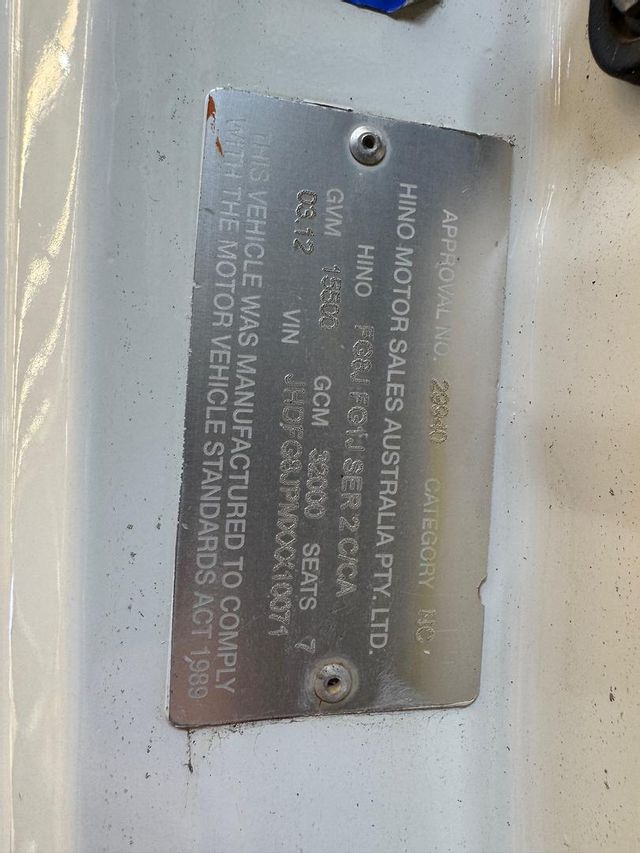 APPROVAL NO. 29940 CATEGORY NC
HINO MOTOR SALES AUSTRALIA PTY. LTD.
HINO FG8J FG1J SER 2 C/CA
GVM 15500 GCM 32000 SEATS 7
03.12 VIN JHDFG8JPMXXX10071
THIS VEHICLE WAS MANUFACTURED TO COMPLY
WITH THE MOTOR VEHICLE STANDARDS ACT 1989